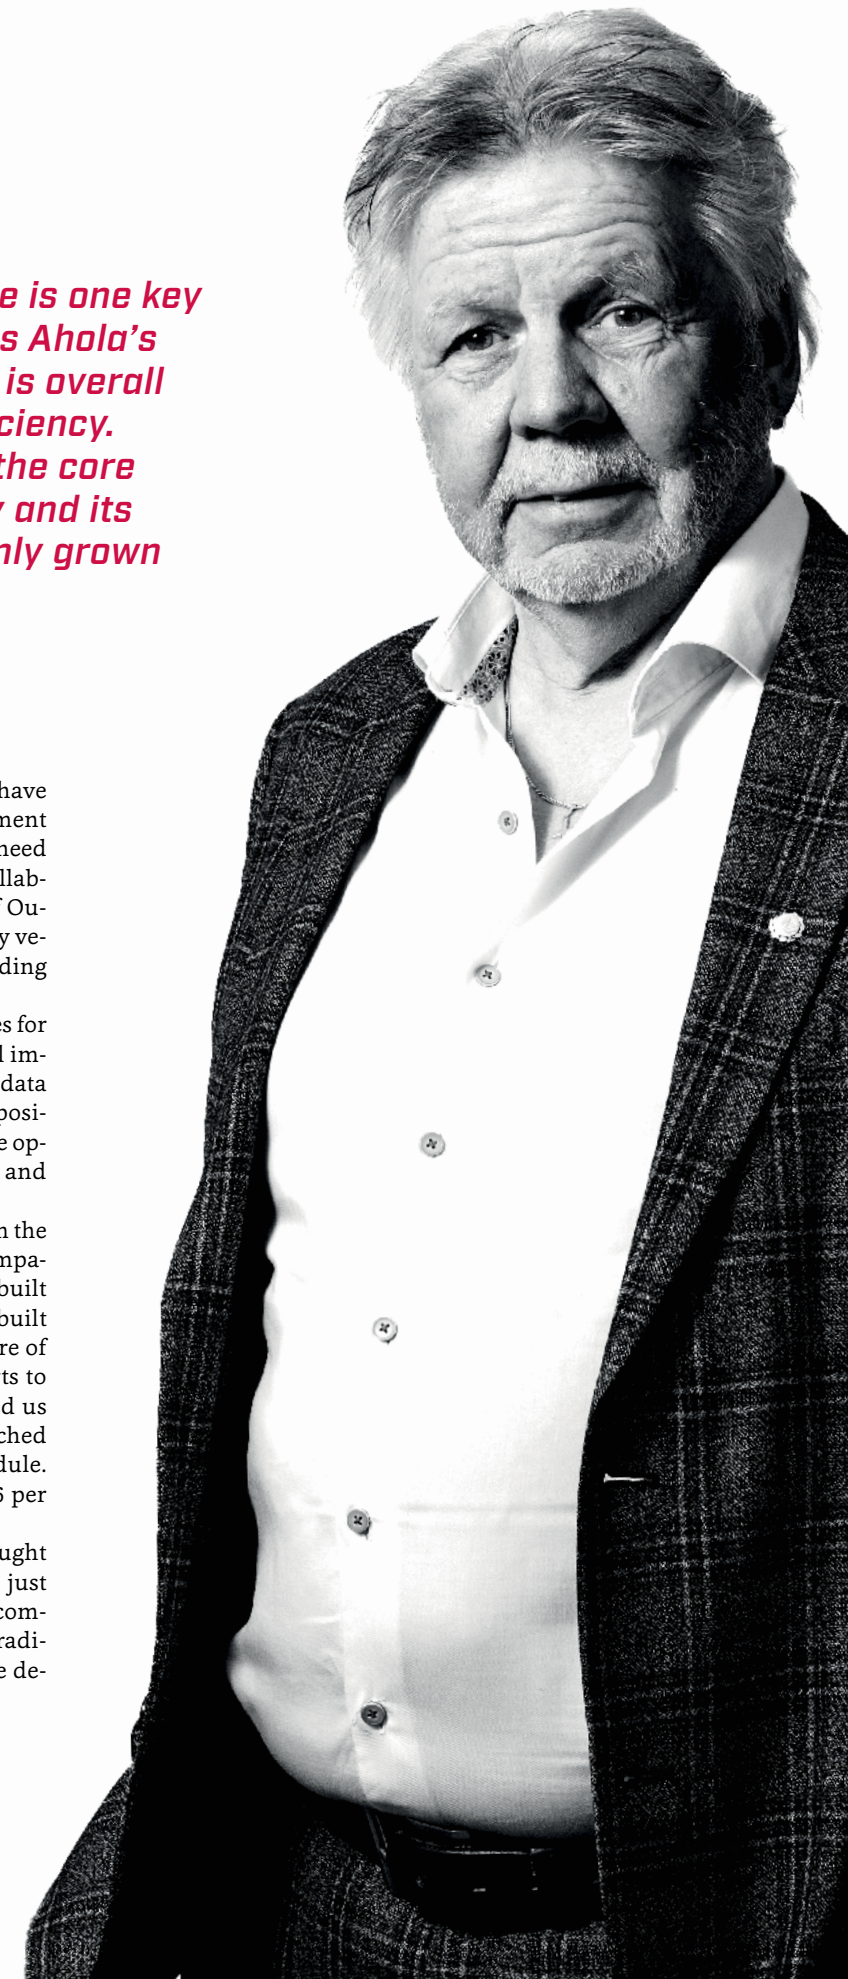 e is one key
s Ahola’s
is overall
ciency.
the core
y and its
nly grown
have
ment
need
llab-
f Ou-
y ve-
ding
es for
l im-
data
posi-
e op-
and
n the
mpa-
built
built
re of
ts to
d us
ched
dule.
6 per
ught
just
com-
radi-
e de-